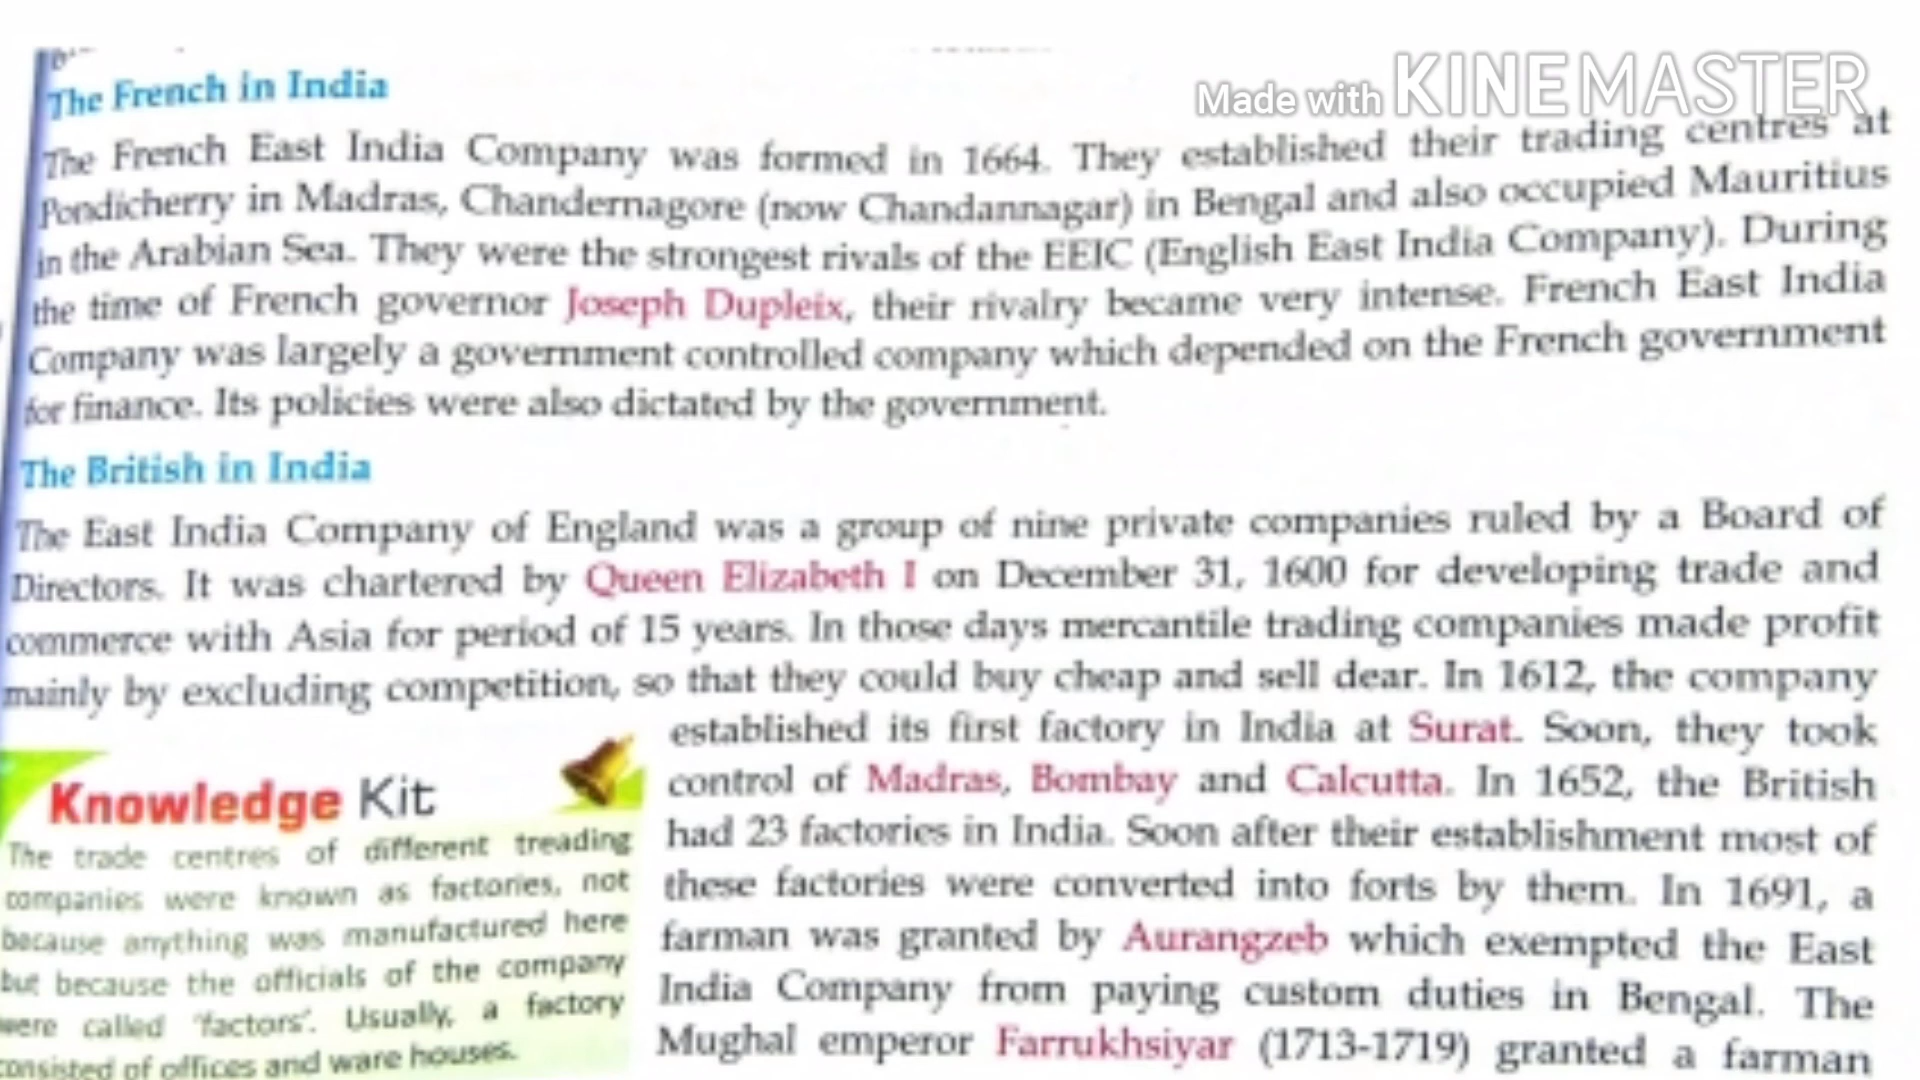 Made with KINEMASTER
The French in India
The French East India Company was formed in 1664. They established their trading centres at
Pondicherry in Madras, Chandernagore (now Chandannagar) in Bengal and also occupied Mauritius
in the Arabian Sea. They were the strongest rivals of the EEIC (English East India Company). During
the time of French governor Joseph Dupleix, their rivalry became very intense. French East India
Company was largely a government controlled company which depended on the French government
for finance. Its policies were also dictated by the government.
The British in India
The East India Company of England was a group of nine private companies ruled by a Board of
Directors. It was chartered by Queen Elizabeth I on December 31, 1600 for developing trade and
commerce with Asia for period of 15 years. In those days mercantile trading companies made profit
mainly by excluding competition, so that they could buy cheap and sell dear. In 1612, the company
established its first factory in India at Surat. Soon, they took
control of Madras, Bombay and Calcutta. In 1652, the British
had 23 factories in India. Soon after their establishment most of
these factories were converted into forts by them. In 1691, a
farman was granted by Aurangzeb which exempted the East
India Company from paying custom duties in Bengal. The
Mughal emperor Farrukhsiyar (1713-1719) granted a farman
Knowledge Kit
The trade centres of different treading
companies were known as factories, not
because anything was manufactured here
but because the officials of the company
were called 'factors'. Usually, a factory
consisted of offices and ware houses.